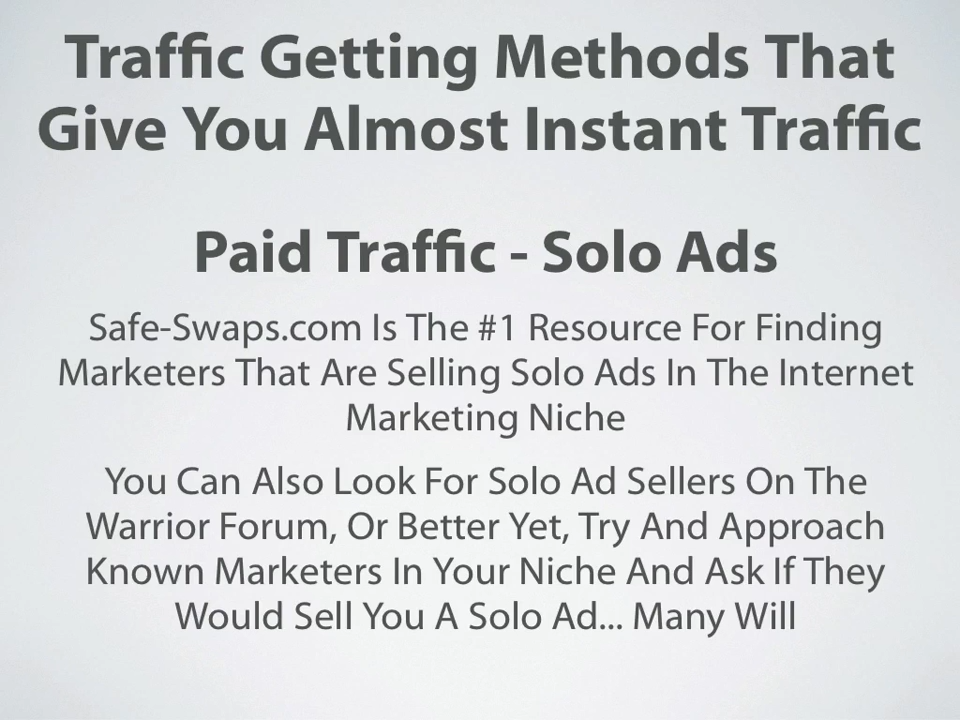 Traffic Getting Methods That
Give You Almost Instant Traffic
Paid Traffic - Solo Ads
Safe-Swaps.com Is The #1 Resource For Finding
Marketers That Are Selling Solo Ads In The Internet
Marketing Niche
You Can Also Look For Solo Ad Sellers On The
Warrior Forum, Or Better Yet, Try And Approach
Known Marketers In Your Niche And Ask If They
Would Sell You A Solo Ad... Many Will